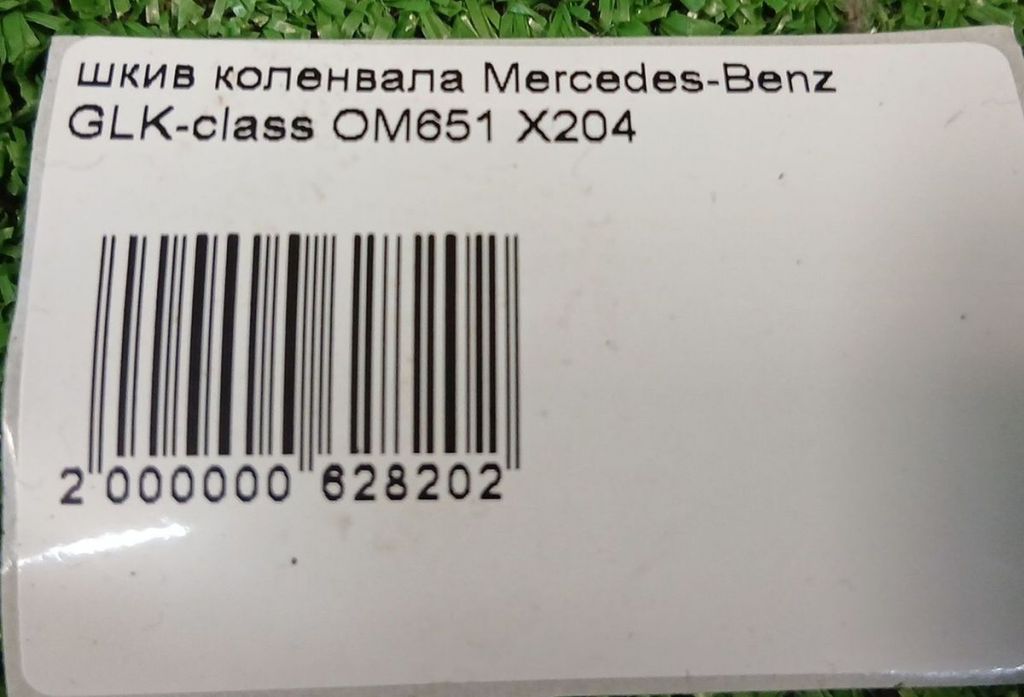 шкив коленвала Mercedes-Benz
GLK-class OM651 X204
2 000000 628202